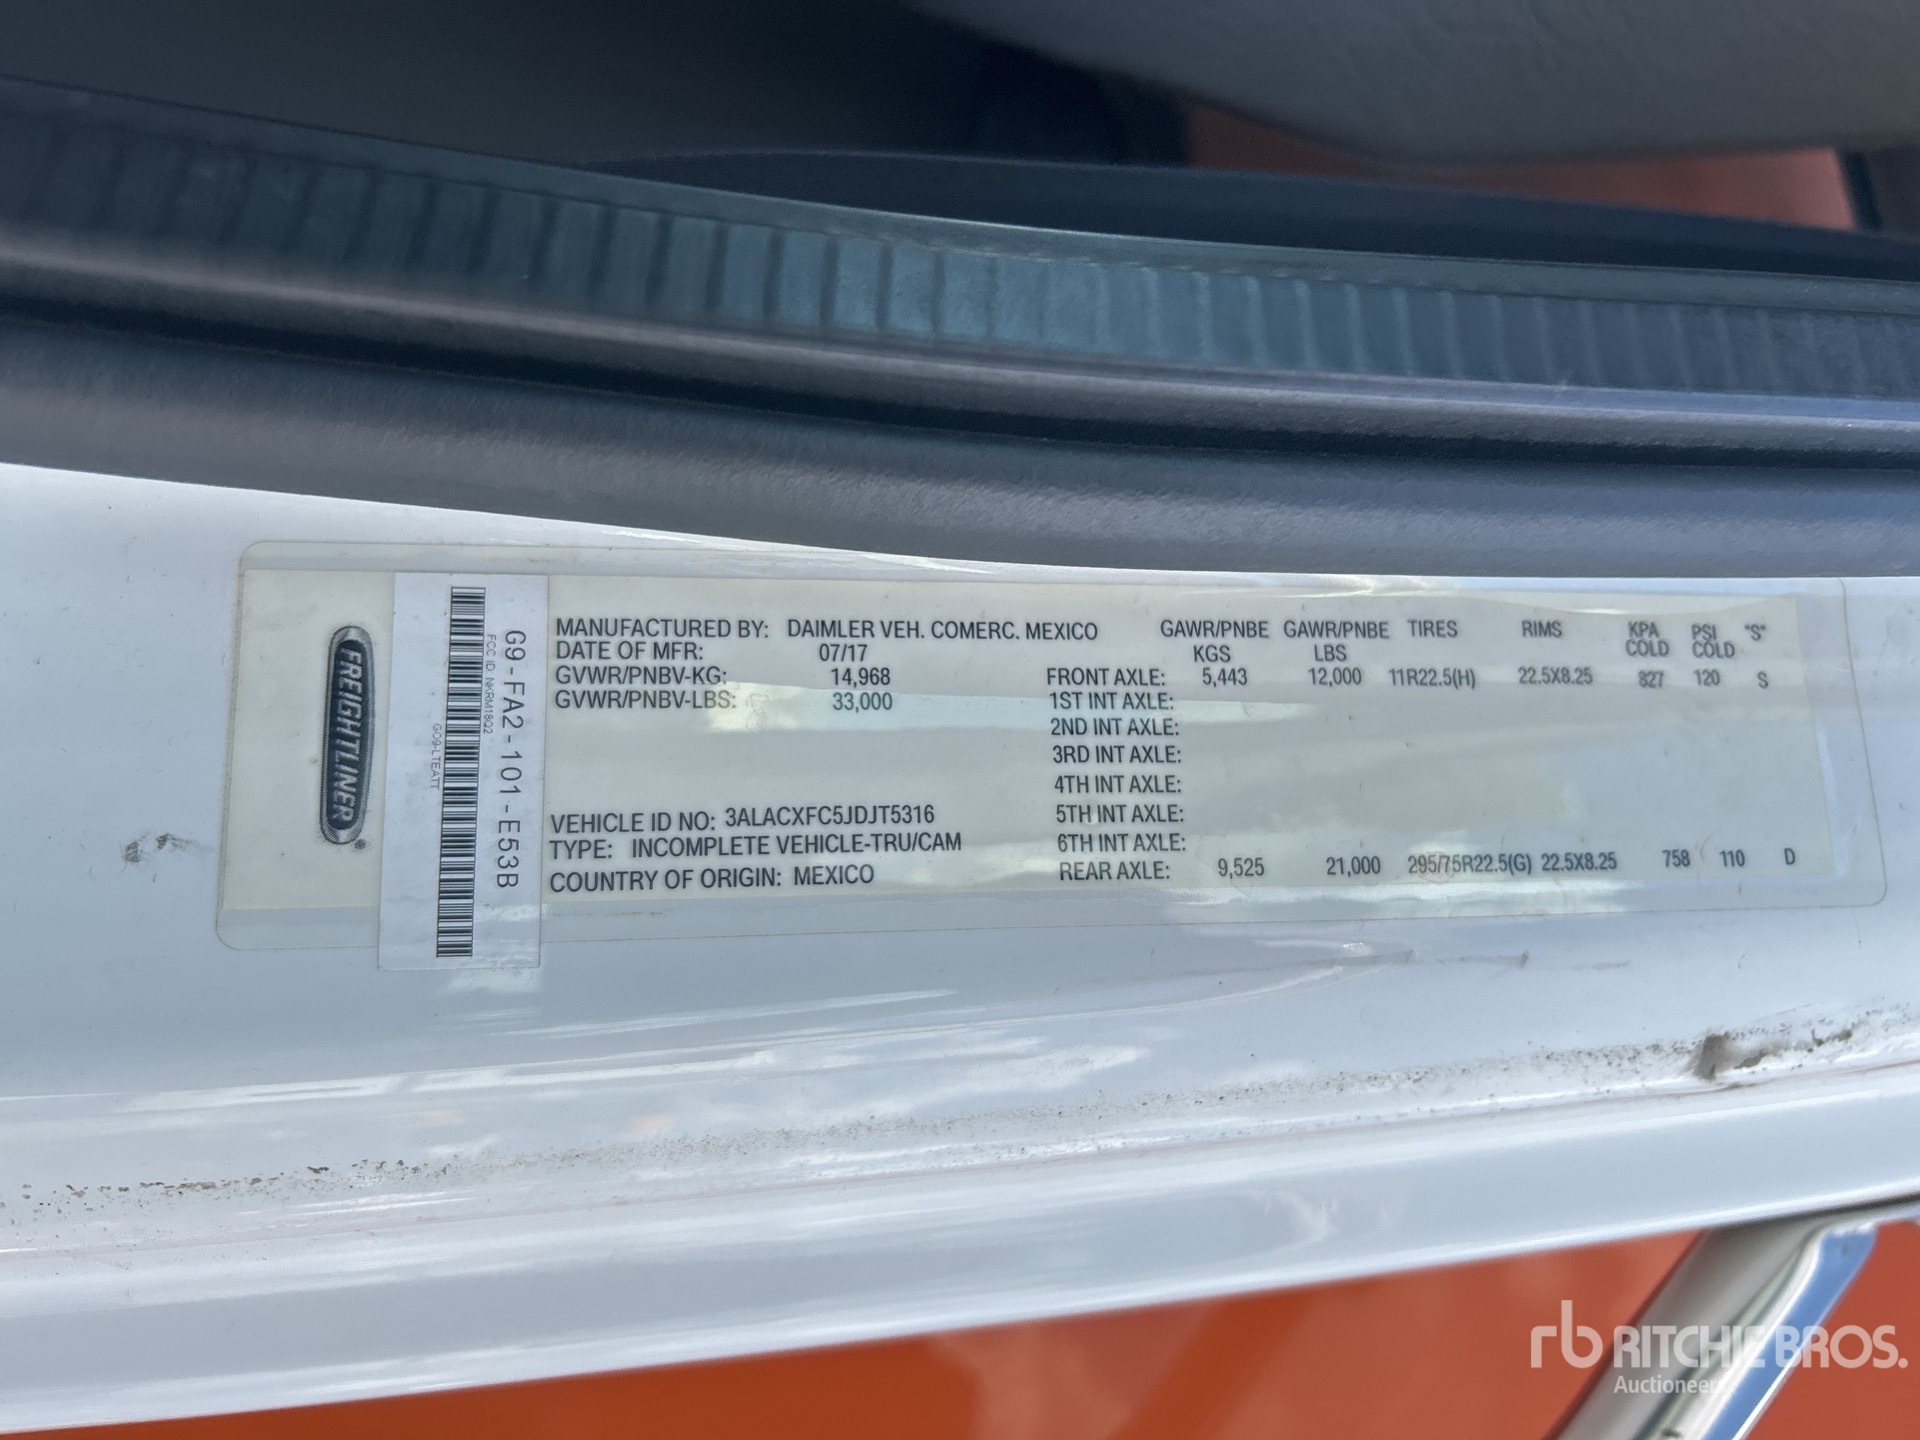 FREIGHTLINER
G9-FA2-101-E53B
FCC ID NKRM18Q2
GO9-LTEATT
MANUFACTURED BY: DAIMLER VEH. COMERC. MEXICO
DATE OF MFR: 07/17
GVWR/PNBV-KG: 14,968
GVWR/PNBV-LBS: 33,000
VEHICLE ID NO: 3ALACXFC5JDJT5316
TYPE: INCOMPLETE VEHICLE-TRU/CAM
COUNTRY OF ORIGIN: MEXICO
GAWR/PNBE GAWR/PNBE TIRES RIMS KPA PSI "S"
KGS LBS COLD COLD
FRONT AXLE: 5,443 12,000 11R22.5(H) 22.5X8.25 827 120 S
1ST INT AXLE:
2ND INT AXLE:
3RD INT AXLE:
4TH INT AXLE:
5TH INT AXLE:
6TH INT AXLE:
REAR AXLE: 9,525 21,000 295/75R22.5(G) 22.5X8.25 758 110 D
rb RITCHIE BROS.
Auctioneers